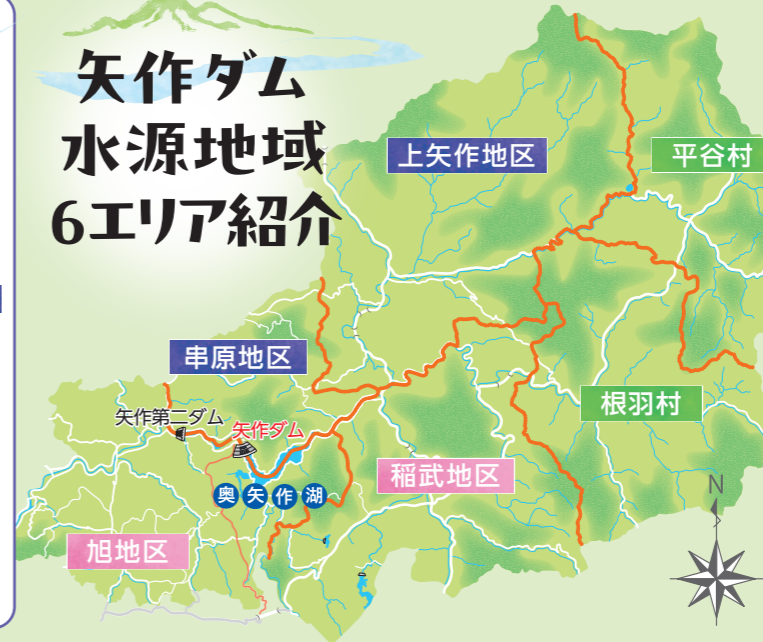 矢作ダム
水源地域
6エリア紹介
上矢作地区
平谷村
串原地区
根羽村
矢作第二ダム
矢作ダム
稲武地区
奥矢作湖
旭地区
N